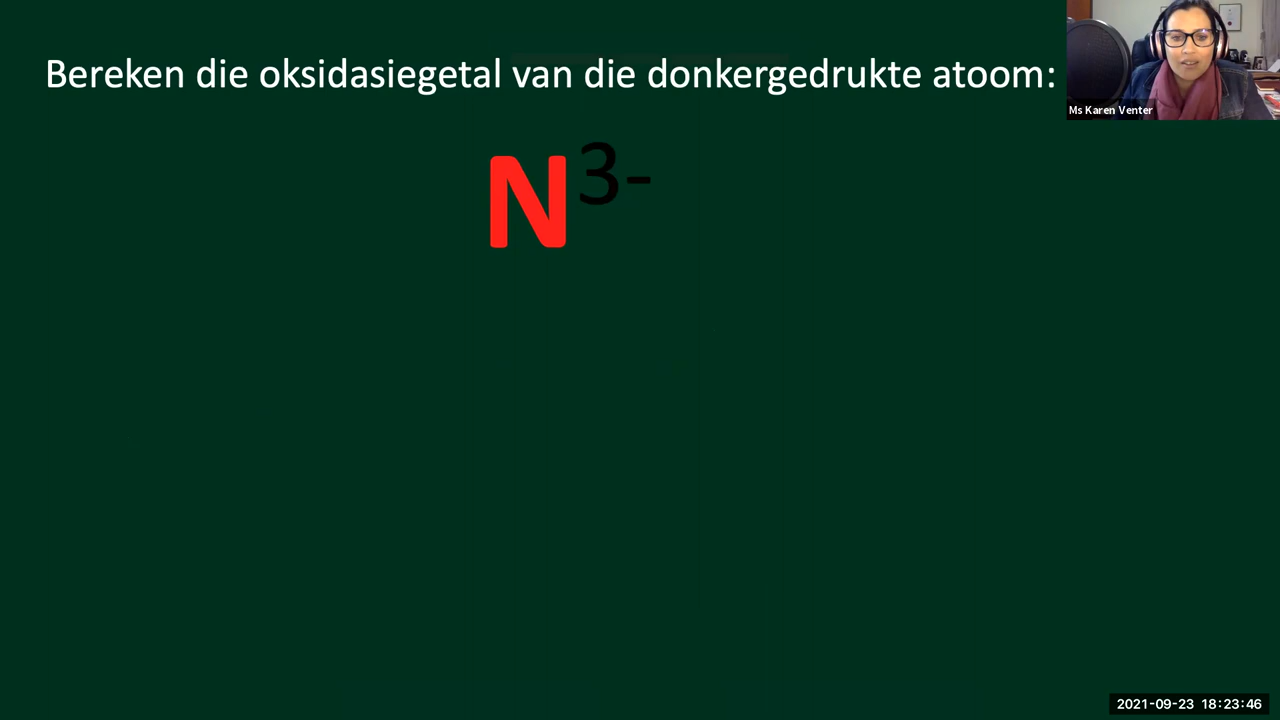 Bereken die oksidasiegetal van die donkergedrukte atoom:
Ms Karen Venter
N³⁻
2021-09-23 18:23:46